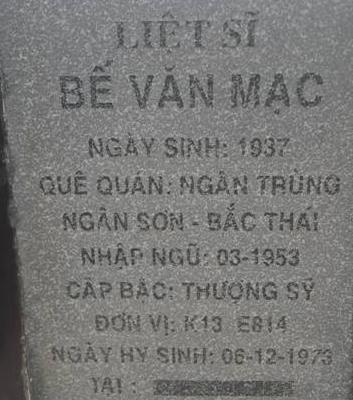 LIỆT SĨ
BẾ VĂN MẠC
NGÀY SINH: 1937
QUÊ QUÁN: NGÂN TRŨNG
NGÂN SƠN - BẮC THÁI
NHẬP NGŨ: 03-1953
CẤP BẬC: THƯỢNG SỸ
ĐƠN VỊ: K13 E814
NGÀY HY SINH: 06-12-1973
TẠI :